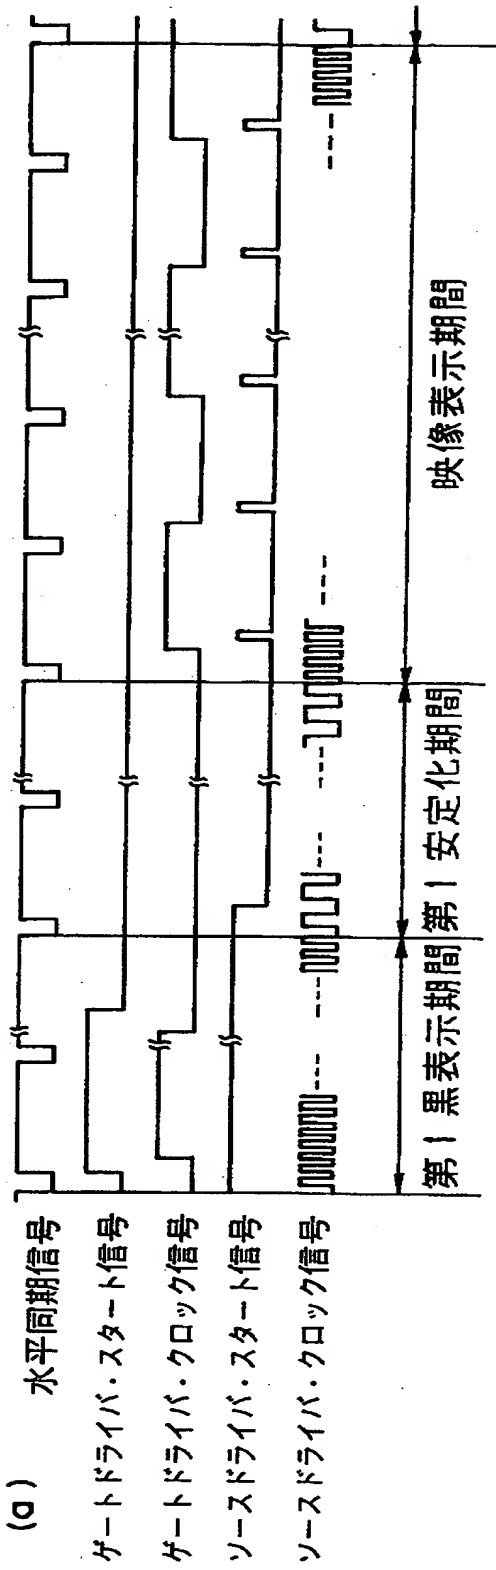 (a)
水平同期信号
ゲートドライバ・スタート信号
ゲートドライバ・クロック信号
ソースドライバ・スタート信号
ソースドライバ・クロック信号
第1黒表示期間
第1安定化期間
映像表示期間